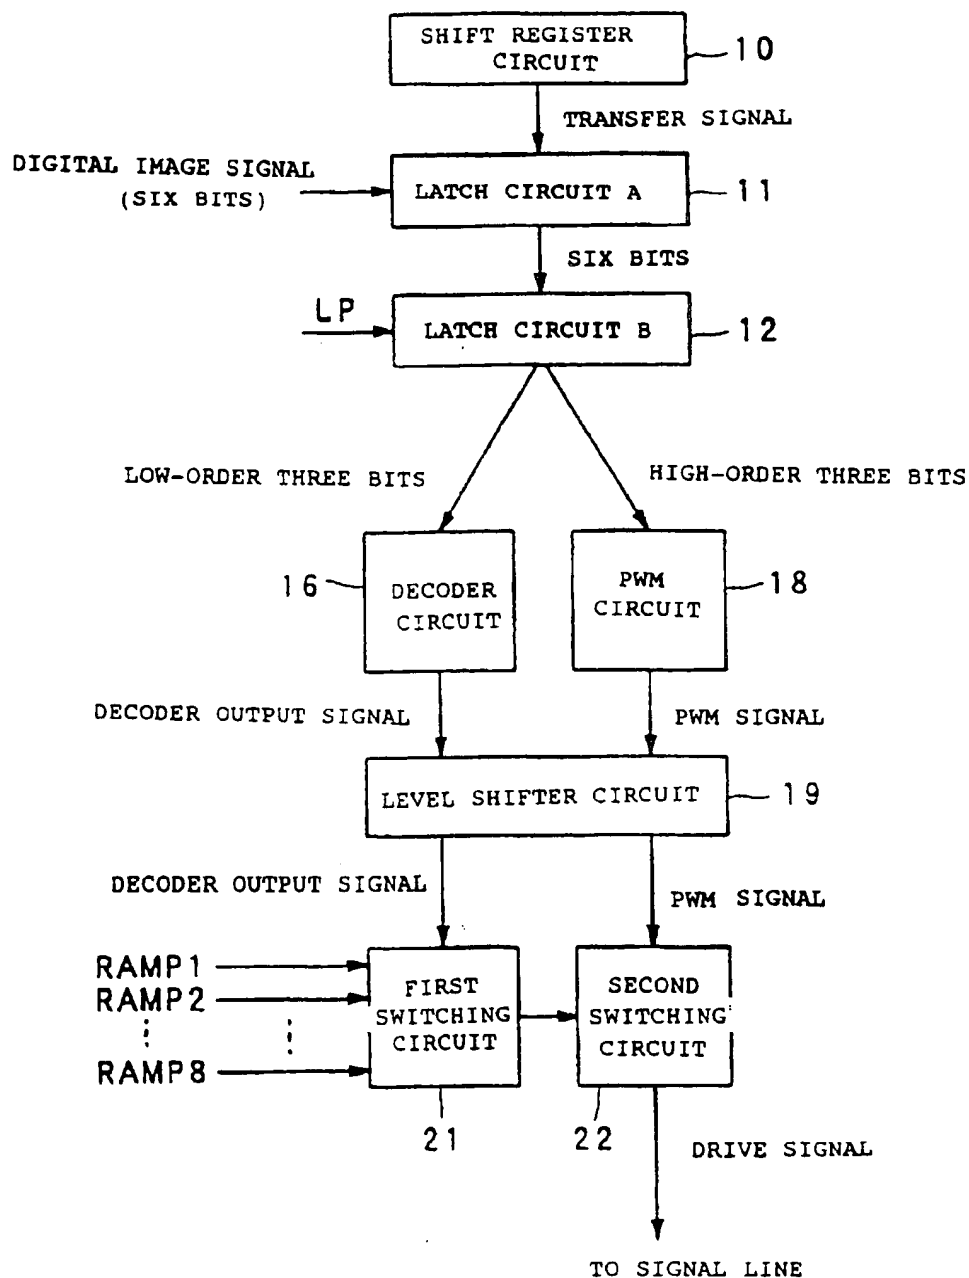 SHIFT REGISTER
CIRCUIT
10
TRANSFER SIGNAL
DIGITAL IMAGE SIGNAL
(SIX BITS)
LATCH CIRCUIT A
11
SIX BITS
LP
LATCH CIRCUIT B
12
LOW-ORDER THREE BITS
HIGH-ORDER THREE BITS
16
DECODER
CIRCUIT
PWM
CIRCUIT
18
DECODER OUTPUT SIGNAL
PWM SIGNAL
LEVEL SHIFTER CIRCUIT
19
DECODER OUTPUT SIGNAL
PWM SIGNAL
RAMP1
RAMP2
RAMP8
FIRST
SWITCHING
CIRCUIT
SECOND
SWITCHING
CIRCUIT
21
22
DRIVE SIGNAL
TO SIGNAL LINE